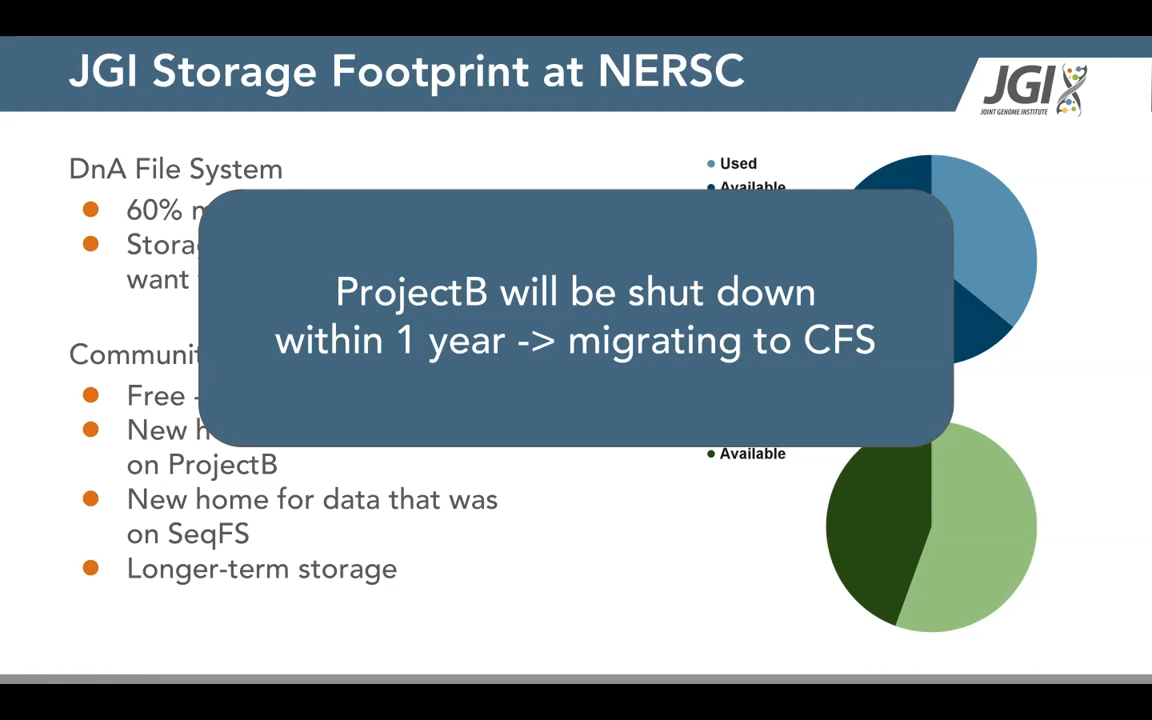 JGI Storage Footprint at NERSC
JGI
JOINT GENOME INSTITUTE
DnA File System
60%
want
Free -
New
on ProjectB
New home for data that was
on SeqFS
Longer-term storage
ProjectB will be shut down
within 1 year -> migrating to CFS
Used
Available
Available